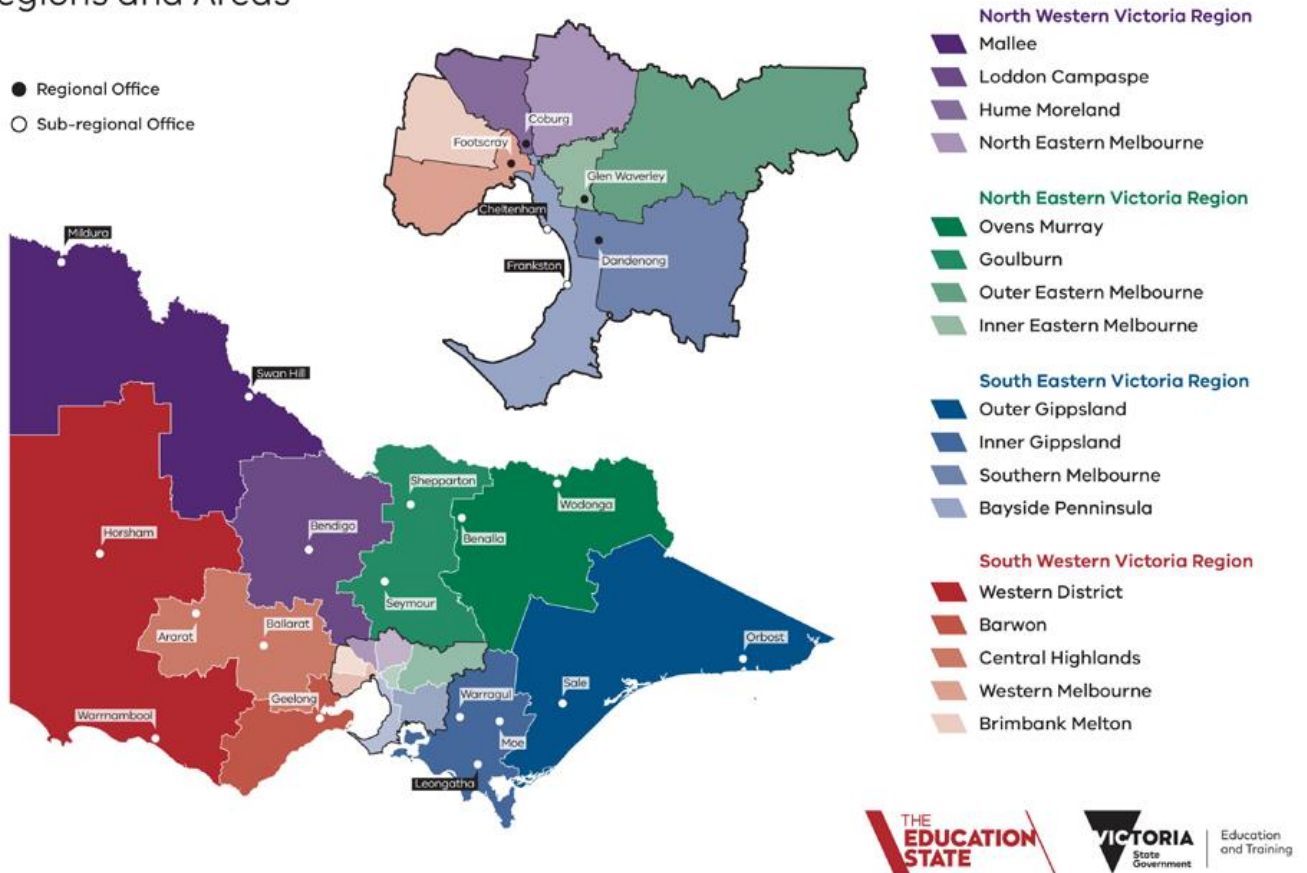 egions and Areas
Regional Office
Sub-regional Office
Coburg
Footscray
Glen Waverley
Cheltenham
Frankston
Dandenong
Mildura
Swan Hill
Shepparton
Wodonga
Horsham
Bendigo
Benalla
Seymour
Ararat
Ballarat
Orbost
Geelong
Warragul
Sale
Warrnambool
Moe
Leongatha
North Western Victoria Region
Mallee
Loddon Campaspe
Hume Moreland
North Eastern Melbourne
North Eastern Victoria Region
Ovens Murray
Goulburn
Outer Eastern Melbourne
Inner Eastern Melbourne
South Eastern Victoria Region
Outer Gippsland
Inner Gippsland
Southern Melbourne
Bayside Penninsula
South Western Victoria Region
Western District
Barwon
Central Highlands
Western Melbourne
Brimbank Melton
THE
EDUCATION
STATE
VICTORIA
State
Government
Education
and Training